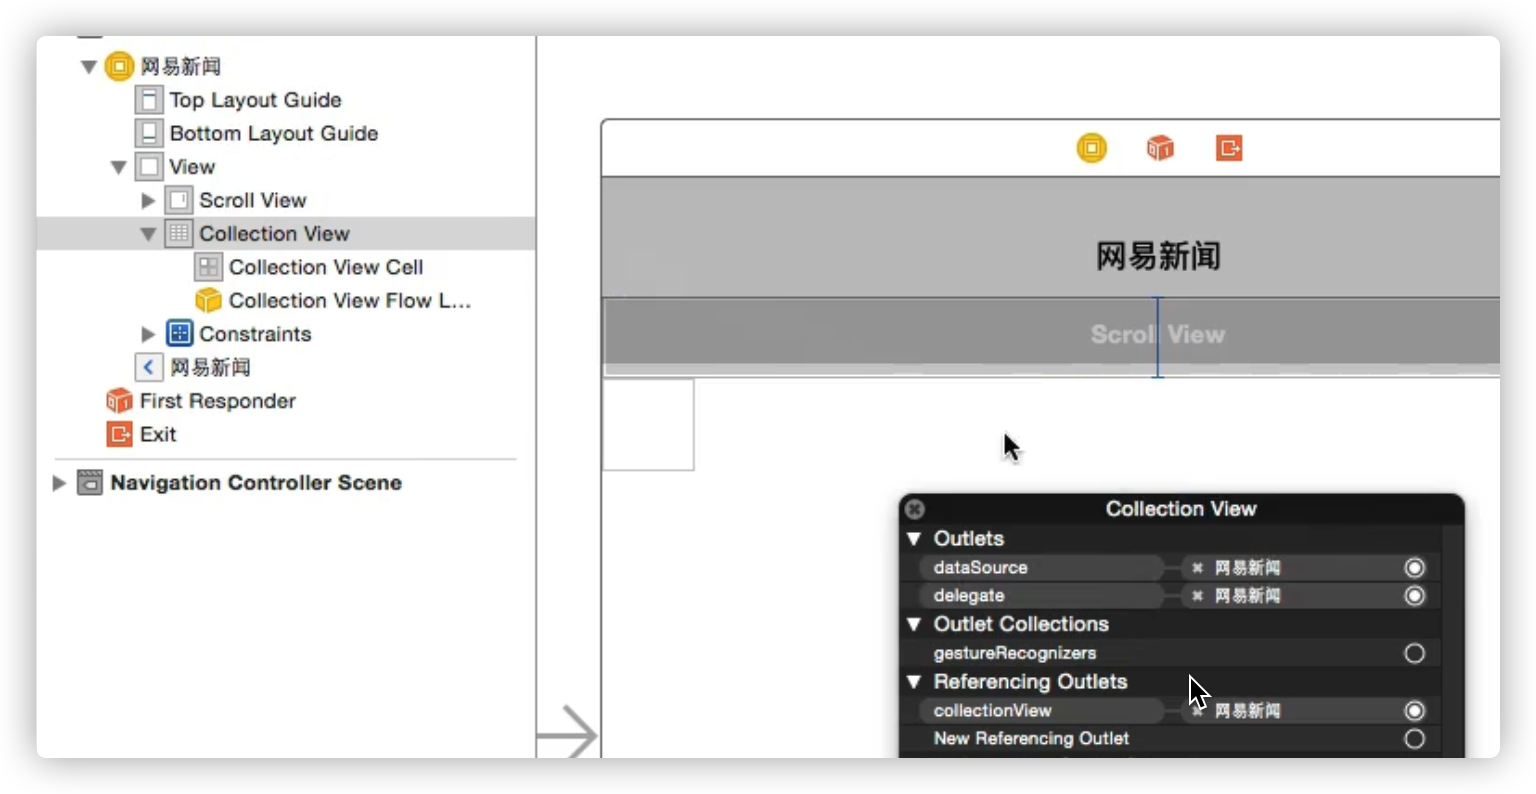 网易新闻
Top Layout Guide
Bottom Layout Guide
View
Scroll View
Collection View
Collection View Cell
Collection View Flow L...
Constraints
网易新闻
First Responder
Exit
Navigation Controller Scene
网易新闻
Scroll View
Collection View
Outlets
dataSource 网易新闻
delegate 网易新闻
Outlet Collections
gestureRecognizers
Referencing Outlets
collectionView 网易新闻
New Referencing Outlet